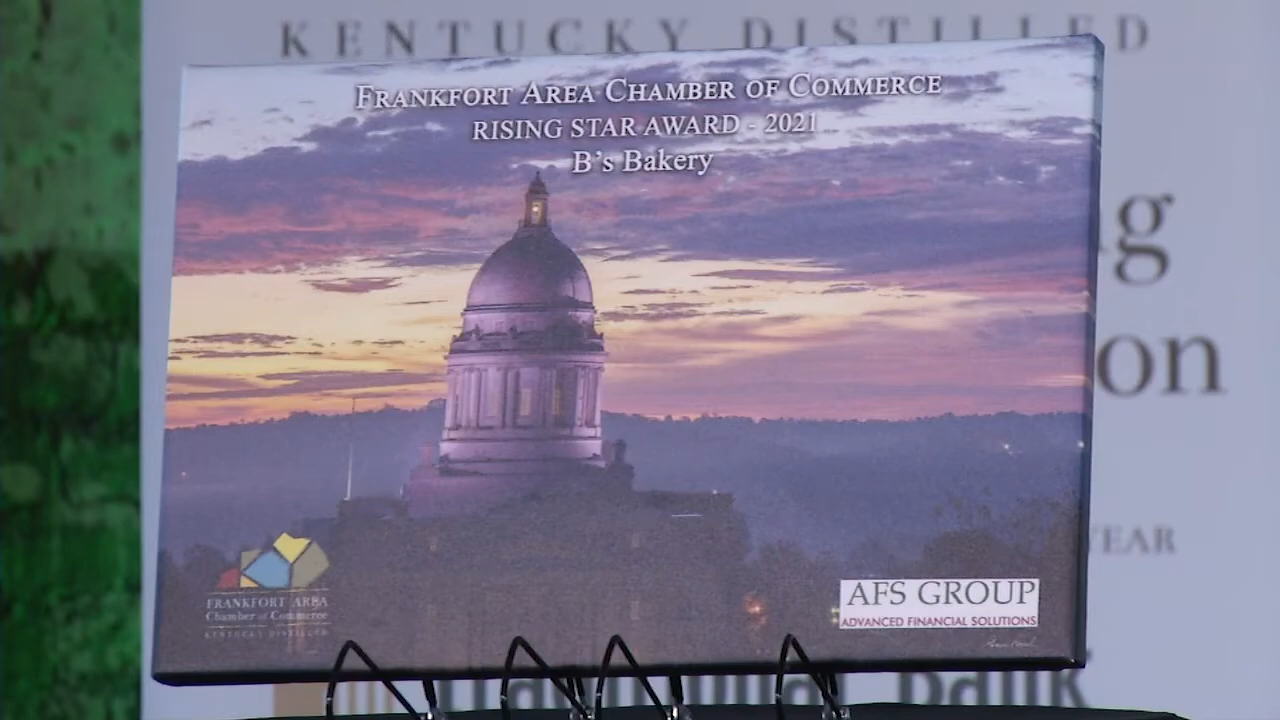 KENTUCKY DISTILLED
FRANKFORT AREA CHAMBER OF COMMERCE
RISING STAR AWARD - 2021
B's Bakery
g
on
YEAR
FRANKFORT AREA
Chamber of Commerce
KENTUCKY DISTILLED
AFS GROUP
ADVANCED FINANCIAL SOLUTIONS